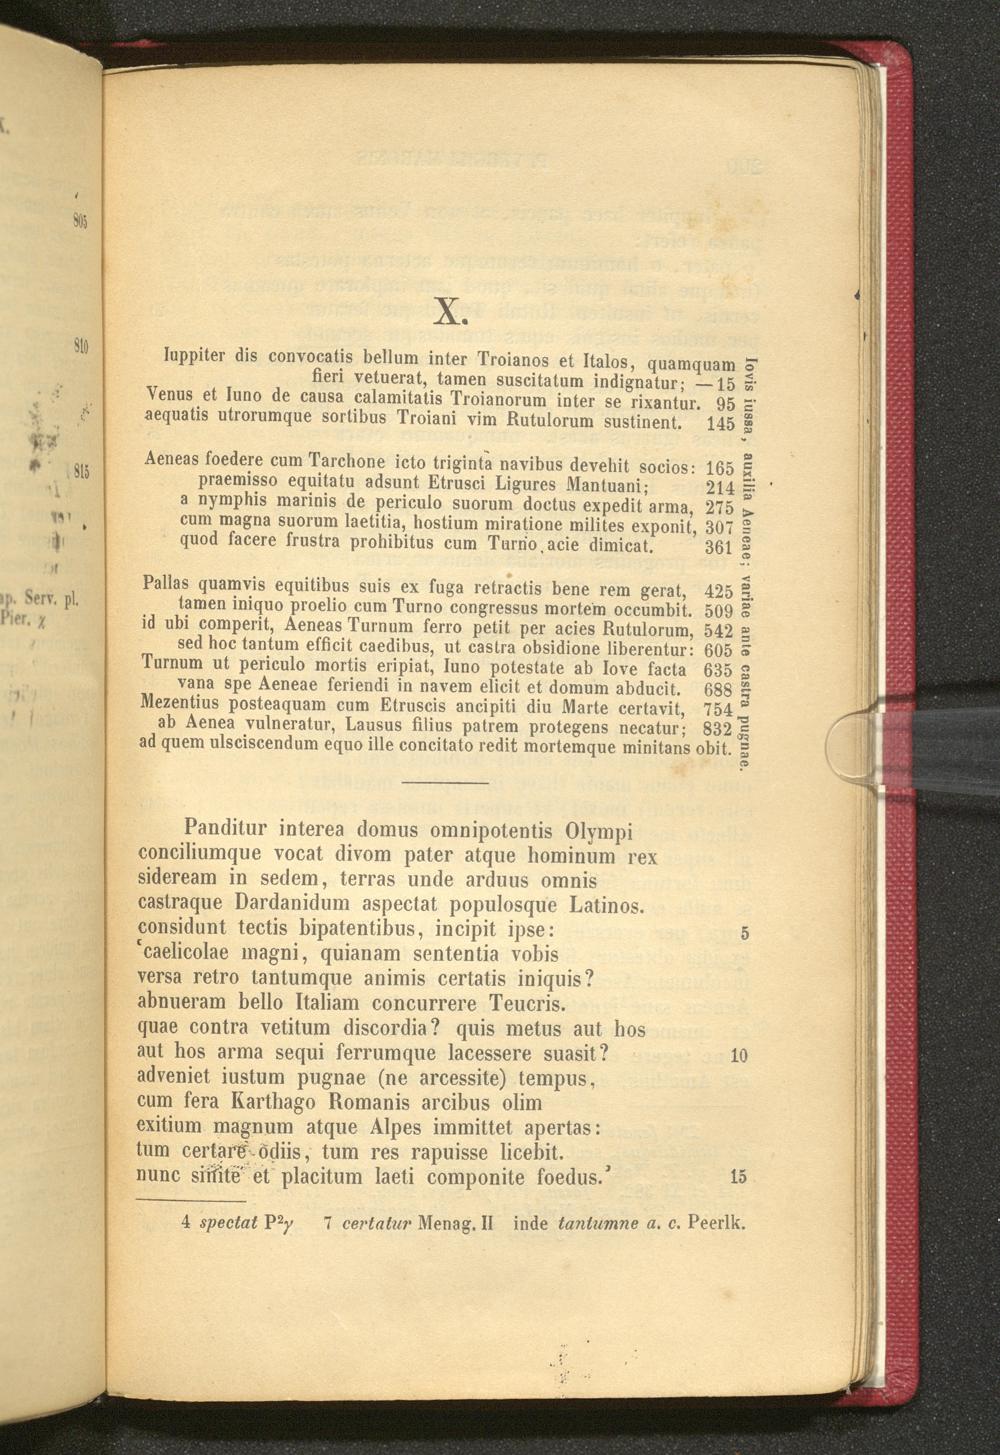 X.
805
810
815
ap. Serv. pl.
Pier. χ
X.
Iuppiter dis convocatis bellum inter Troianos et Italos, quamquam
fieri vetuerat, tamen suscitatum indignatur; — 15
Venus et Iuno de causa calamitatis Troianorum inter se rixantur. 95
aequatis utrorumque sortibus Troiani vim Rutulorum sustinent. 145
Aeneas foedere cum Tarchone icto triginta navibus devehit socios: 165
praemisso equitatu adsunt Etrusci Ligures Mantuani; 214
a nymphis marinis de periculo suorum doctus expedit arma, 275
cum magna suorum laetitia, hostium miratione milites exponit, 307
quod facere frustra prohibitus cum Turno acie dimicat. 361
Pallas quamvis equitibus suis ex fuga retractis bene rem gerat, 425
tamen iniquo proelio cum Turno congressus mortem occumbit. 509
id ubi comperit, Aeneas Turnum ferro petit per acies Rutulorum, 542
sed hoc tantum efficit caedibus, ut castra obsidione liberentur: 605
Turnum ut periculo mortis eripiat, Iuno potestate ab Iove facta 635
vana spe Aeneae feriendi in navem elicit et domum abducit. 688
Mezentius posteaquam cum Etruscis ancipiti diu Marte certavit, 754
ab Aenea vulneratur, Lausus filius patrem protegens necatur; 832
ad quem ulsciscendum equo ille concitato redit mortemque minitans obit.
Iovis iussa, auxilia Aeneae; variae ante castra pugnae.
Panditur interea domus omnipotentis Olympi
conciliumque vocat divom pater atque hominum rex
sideream in sedem, terras unde arduus omnis
castraque Dardanidum aspectat populosque Latinos.
considunt tectis bipatentibus, incipit ipse: 5
‘caelicolae magni, quianam sententia vobis
versa retro tantumque animis certatis iniquis?
abnueram bello Italiam concurrere Teucris.
quae contra vetitum discordia? quis metus aut hos
aut hos arma sequi ferrumque lacessere suasit? 10
adveniet iustum pugnae (ne arcessite) tempus,
cum fera Karthago Romanis arcibus olim
exitium magnum atque Alpes immittet apertas:
tum certare odiis, tum res rapuisse licebit.
nunc sinite et placitum laeti componite foedus.’ 15
4 spectat P²γ 7 certatur Menag. II inde tantumne a. c. Peerlk.